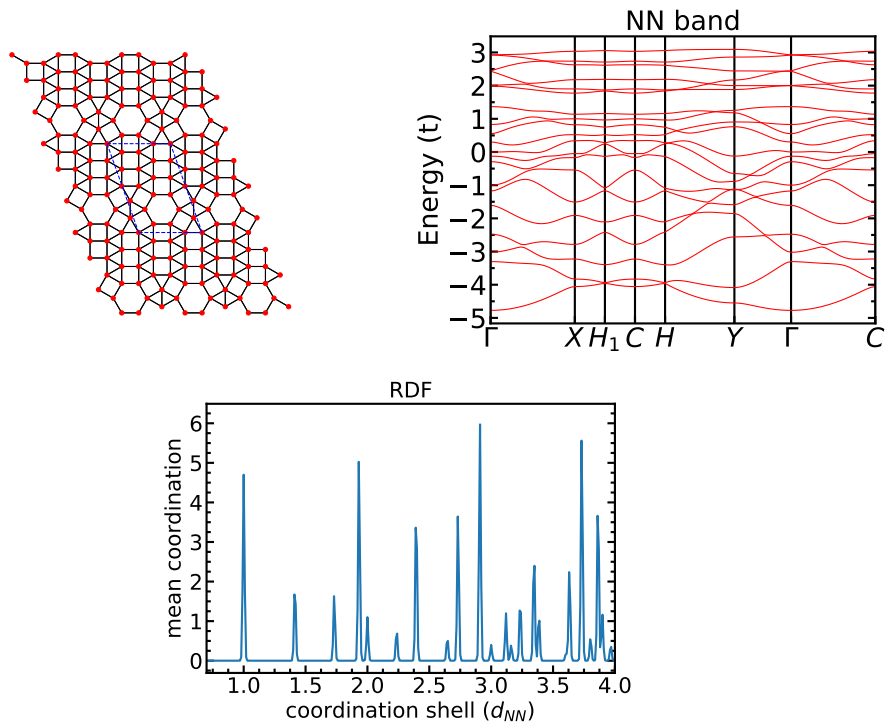 NN band
Energy (t)
3
2
1
0
−1
−2
−3
−4
−5
Γ X H₁ C H Y Γ C
RDF
mean coordination
6
5
4
3
2
1
0
1.0 1.5 2.0 2.5 3.0 3.5 4.0
coordination shell (d_NN)